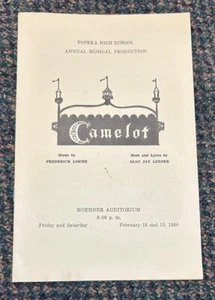 TOPEKA HIGH SCHOOL
ANNUAL MUSICAL PRODUCTION
Camelot
Music by
FREDERICK LOEWE
Book and Lyrics by
ALAN JAY LERNER
HOEHNER AUDITORIUM
8:00 p. m.
Friday and Saturday
February 18 and 19, 1966